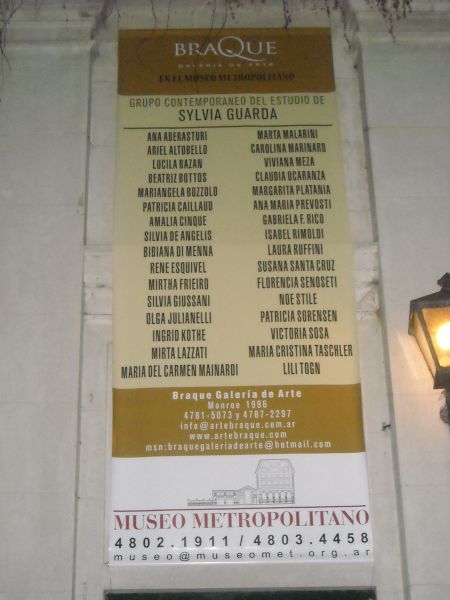 BRAQUE
GALERIA DE ARTE
EN EL MUSEO METROPOLITANO
GRUPO CONTEMPORANEO DEL ESTUDIO DE
SYLVIA GUARDA
ANA ABERASTURI
ARIEL ALTOBELLO
LUCILA BAZAN
BEATRIZ BOTTOS
MARIANGELA BOZZOLO
PATRICIA CAILLAUD
AMALIA CINQUE
SILVIA DE ANGELIS
BIBIANA DI MENNA
RENE ESQUIVEL
MIRTHA FRIEIRO
SILVIA GIUSSANI
OLGA JULIANELLI
INGRID KOTHE
MIRTA LAZZATI
MARIA DEL CARMEN MAINARDI
MARTA MALARINI
CAROLINA MARINARO
VIVIANA MEZA
CLAUDIA OCARANZA
MARGARITA PLATANIA
ANA MARIA PREVOSTI
GABRIELA F. RICO
ISABEL RIMOLDI
LAURA RUFFINI
SUSANA SANTA CRUZ
FLORENCIA SENOSETI
NOE STILE
PATRICIA SORENSEN
VICTORIA SOSA
MARIA CRISTINA TASCHLER
LILI TOGN
Braque Galería de Arte
Monroe 1996
4781-5073 y 4787-2297
info@artebraque.com.ar
www.artebraque.com
msn:braquegaleriadearte@hotmail.com
MUSEO METROPOLITANO
4802.1911 / 4803.4458
museo@museomet.org.ar